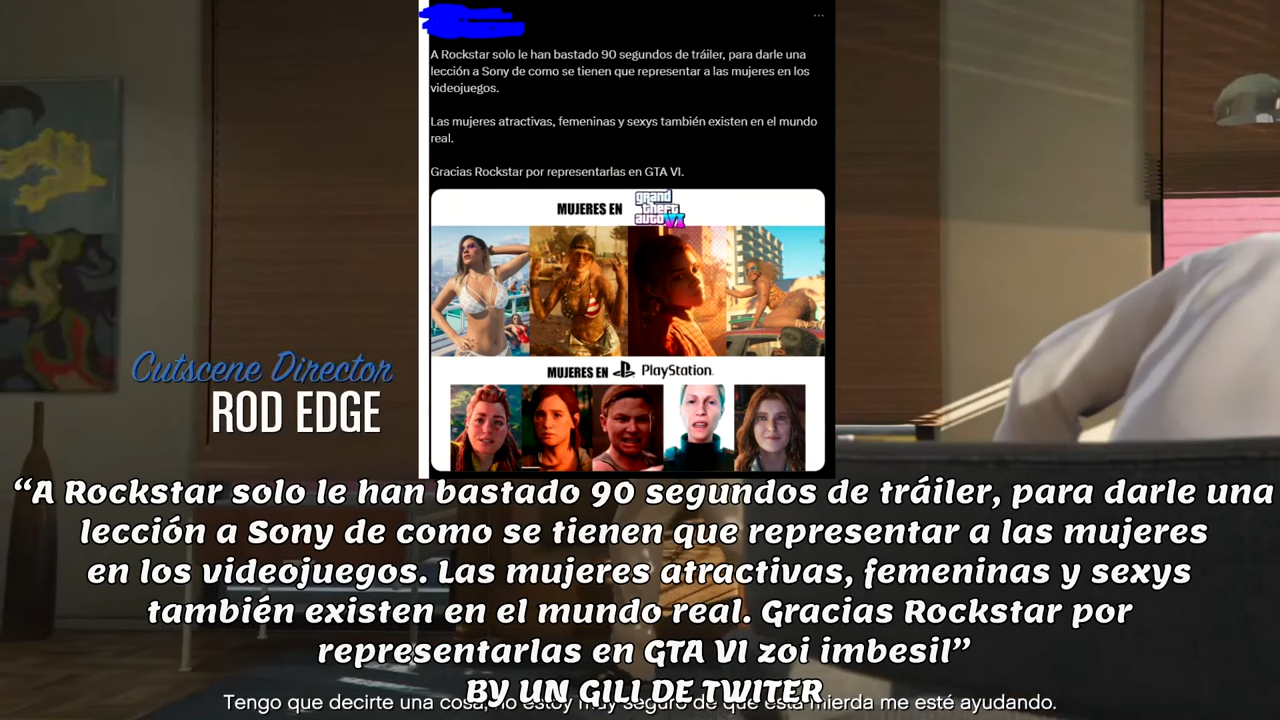 A Rockstar solo le han bastado 90 segundos de tráiler, para darle una
lección a Sony de como se tienen que representar a las mujeres en los
videojuegos.
Las mujeres atractivas, femeninas y sexys también existen en el mundo
real.
Gracias Rockstar por representarlas en GTA VI.
MUJERES EN grand theft auto VI
MUJERES EN PlayStation
Cutscene Director
ROD EDGE
“A Rockstar solo le han bastado 90 segundos de tráiler, para darle una
lección a Sony de como se tienen que representar a las mujeres
en los videojuegos. Las mujeres atractivas, femeninas y sexys
también existen en el mundo real. Gracias Rockstar por
representarlas en GTA VI zoi imbesil”
BY UN GILI DE TWITER
Tengo que decirte una cosa, no estoy muy seguro de que esta mierda me esté ayudando.